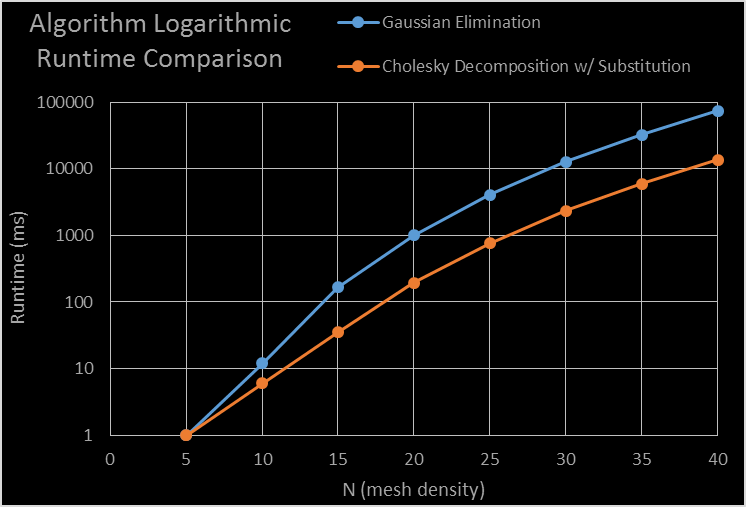 Algorithm Logarithmic
Runtime Comparison
Gaussian Elimination
Cholesky Decomposition w/ Substitution
100000
10000
1000
100
10
1
Runtime (ms)
0 5 10 15 20 25 30 35 40
N (mesh density)